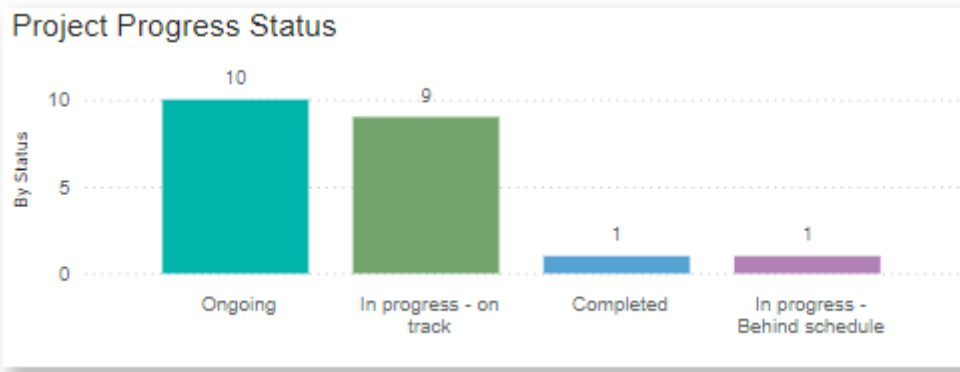 Project Progress Status
10
9
1
1
10
5
0
By Status
Ongoing
In progress - on
track
Completed
In progress -
Behind schedule